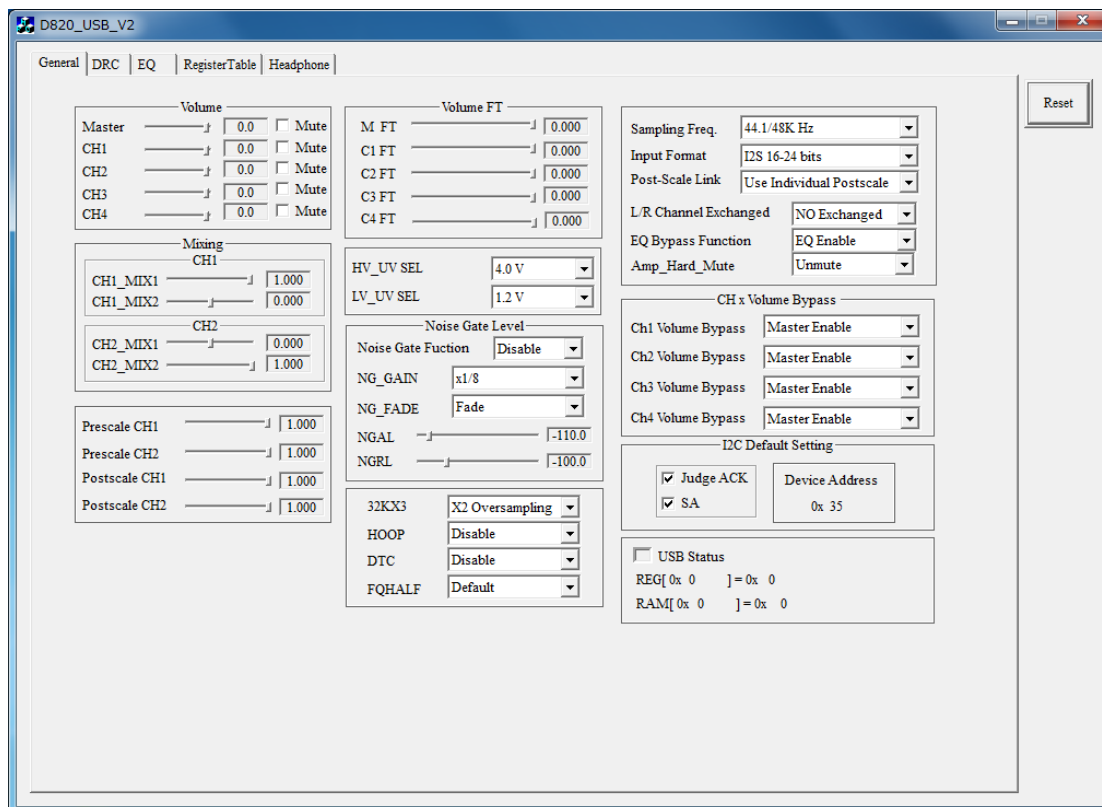 D820_USB_V2
General DRC EQ RegisterTable Headphone
Reset
Volume
Master 0.0 Mute
CH1 0.0 Mute
CH2 0.0 Mute
CH3 0.0 Mute
CH4 0.0 Mute
Mixing
CH1
CH1_MIX1 1.000
CH1_MIX2 0.000
CH2
CH2_MIX1 0.000
CH2_MIX2 1.000
Prescale CH1 1.000
Prescale CH2 1.000
Postscale CH1 1.000
Postscale CH2 1.000
Volume FT
M FT 0.000
C1 FT 0.000
C2 FT 0.000
C3 FT 0.000
C4 FT 0.000
HV_UV SEL 4.0 V
LV_UV SEL 1.2 V
Noise Gate Level
Noise Gate Fuction Disable
NG_GAIN x1/8
NG_FADE Fade
NGAL -110.0
NGRL -100.0
32KX3 X2 Oversampling
HOOP Disable
DTC Disable
FQHALF Default
Sampling Freq. 44.1/48K Hz
Input Format I2S 16-24 bits
Post-Scale Link Use Individual Postscale
L/R Channel Exchanged NO Exchanged
EQ Bypass Function EQ Enable
Amp_Hard_Mute Unmute
CH x Volume Bypass
Ch1 Volume Bypass Master Enable
Ch2 Volume Bypass Master Enable
Ch3 Volume Bypass Master Enable
Ch4 Volume Bypass Master Enable
I2C Default Setting
Judge ACK
SA
Device Address
0x 35
USB Status
REG[ 0x 0 ] = 0x 0
RAM[ 0x 0 ] = 0x 0